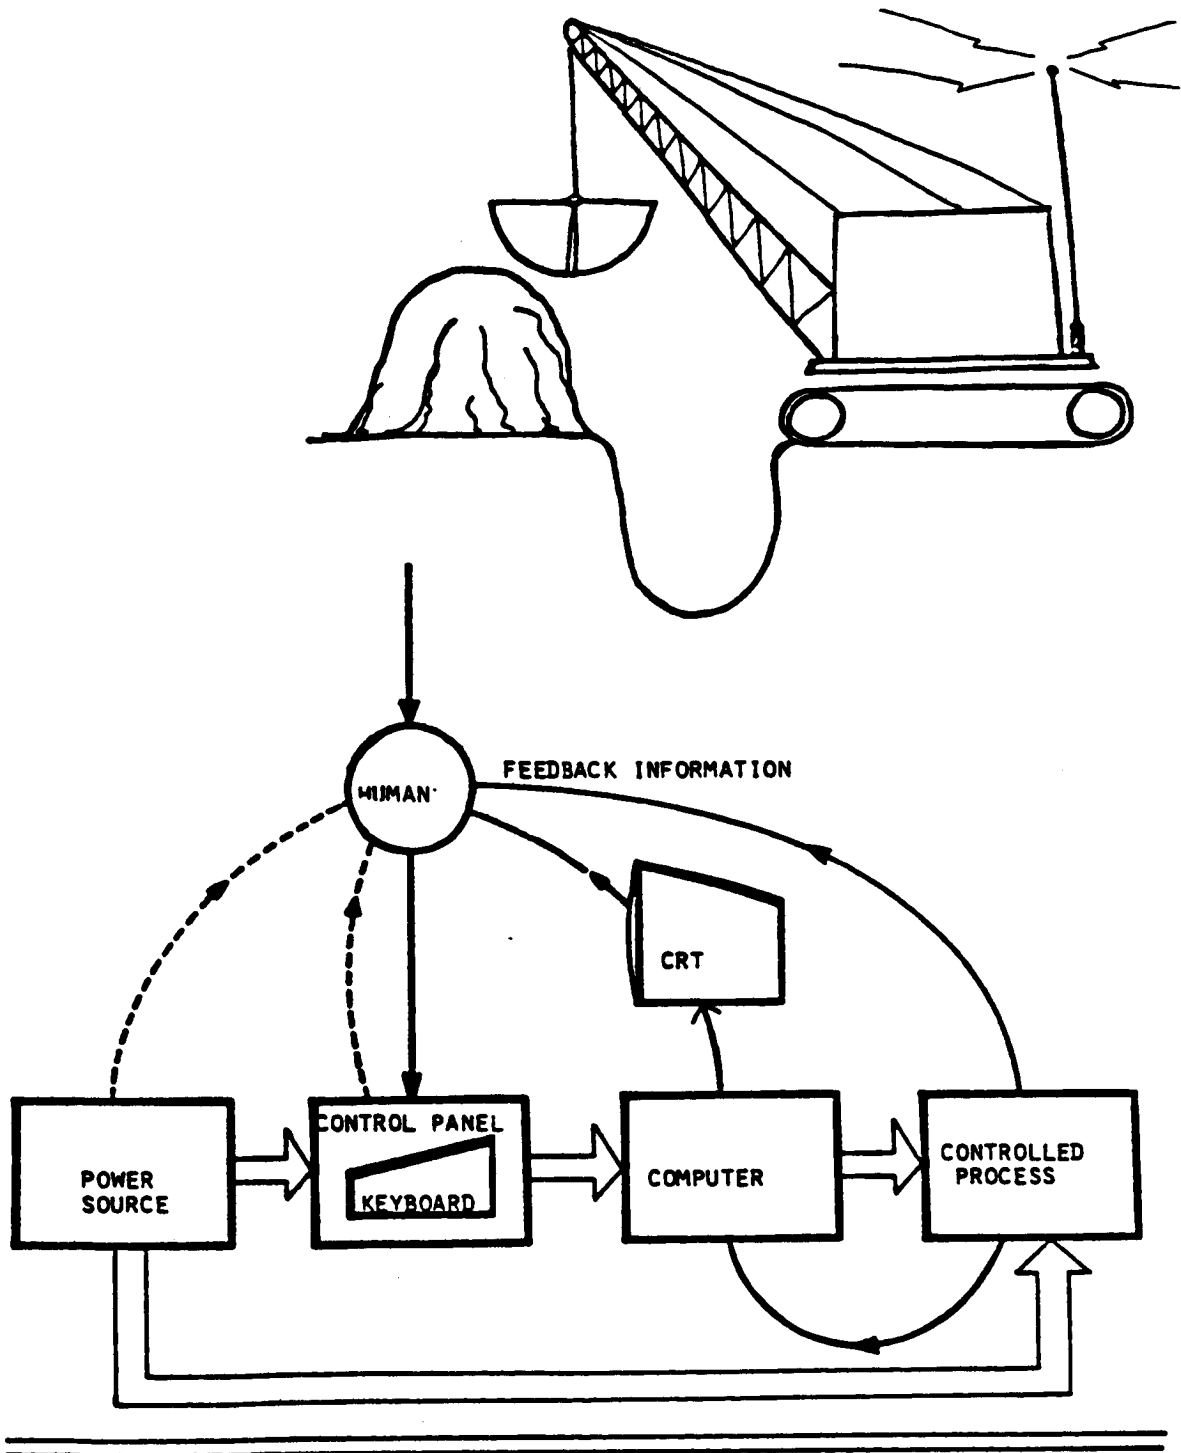 FEEDBACK INFORMATION
HUMAN
CRT
CONTROL PANEL
KEYBOARD
POWER
SOURCE
COMPUTER
CONTROLLED
PROCESS